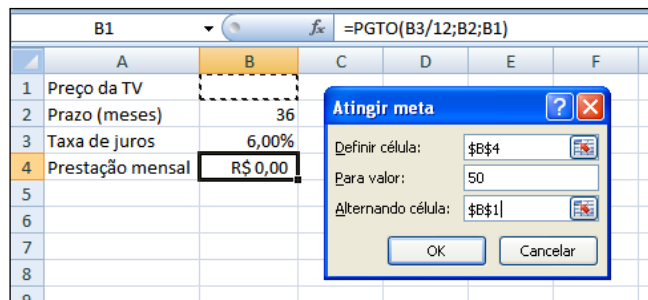 B1 fx =PGTO(B3/12;B2;B1)
A B C D E F
1 Preço da TV
2 Prazo (meses) 36
3 Taxa de juros 6,00%
4 Prestação mensal R$ 0,00
5
6
7
8
9
Atingir meta ?
Definir célula: $B$4
Para valor: 50
Alternando célula: $B$1
OK Cancelar